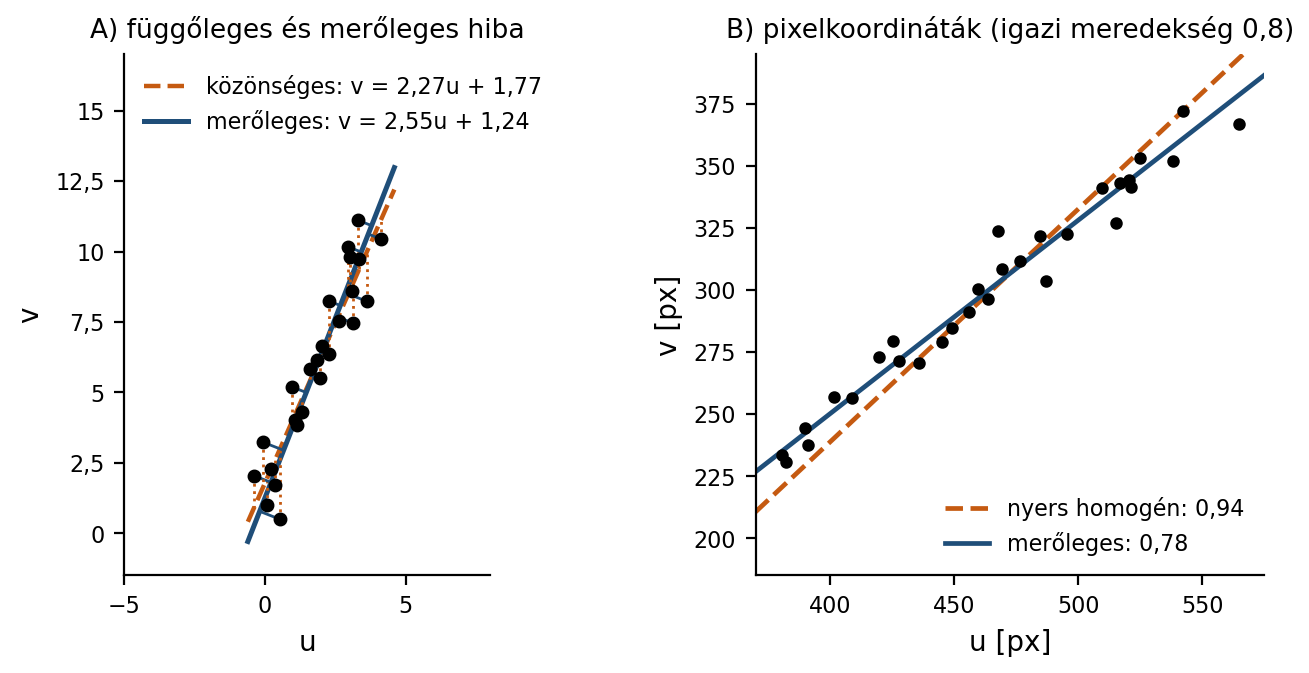 A) függőleges és merőleges hiba
közönséges: v = 2,27u + 1,77
merőleges: v = 2,55u + 1,24
15
12,5
10
7,5
5
2,5
0
−5
0
5
v
u
B) pixelkoordináták (igazi meredekség 0,8)
375
350
325
300
275
250
225
200
nyers homogén: 0,94
merőleges: 0,78
400
450
500
550
v [px]
u [px]